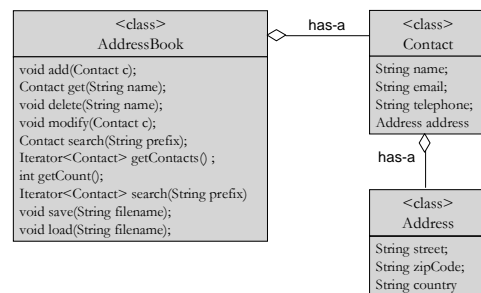 <class>
AddressBook
void add(Contact c);
Contact get(String name);
void delete(String name);
void modify(Contact c);
Contact search(String prefix);
Iterator<Contact> getContacts() ;
int getCount();
Iterator<Contact> search(String prefix)
void save(String filename);
void load(String filename);
has-a
<class>
Contact
String name;
String email;
String telephone;
Address address
has-a
<class>
Address
String street;
String zipCode;
String country